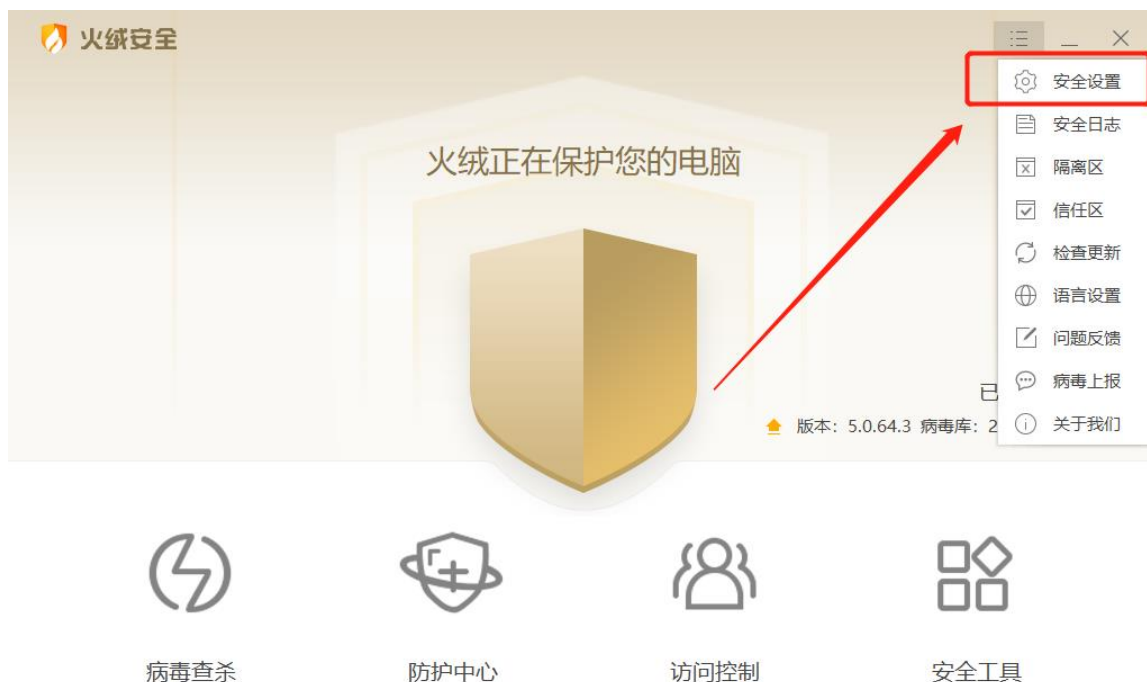 火绒安全
安全设置
安全日志
火绒正在保护您的电脑
隔离区
信任区
检查更新
语言设置
问题反馈
病毒上报
已
版本：5.0.64.3 病毒库：2
关于我们
病毒查杀
防护中心
访问控制
安全工具